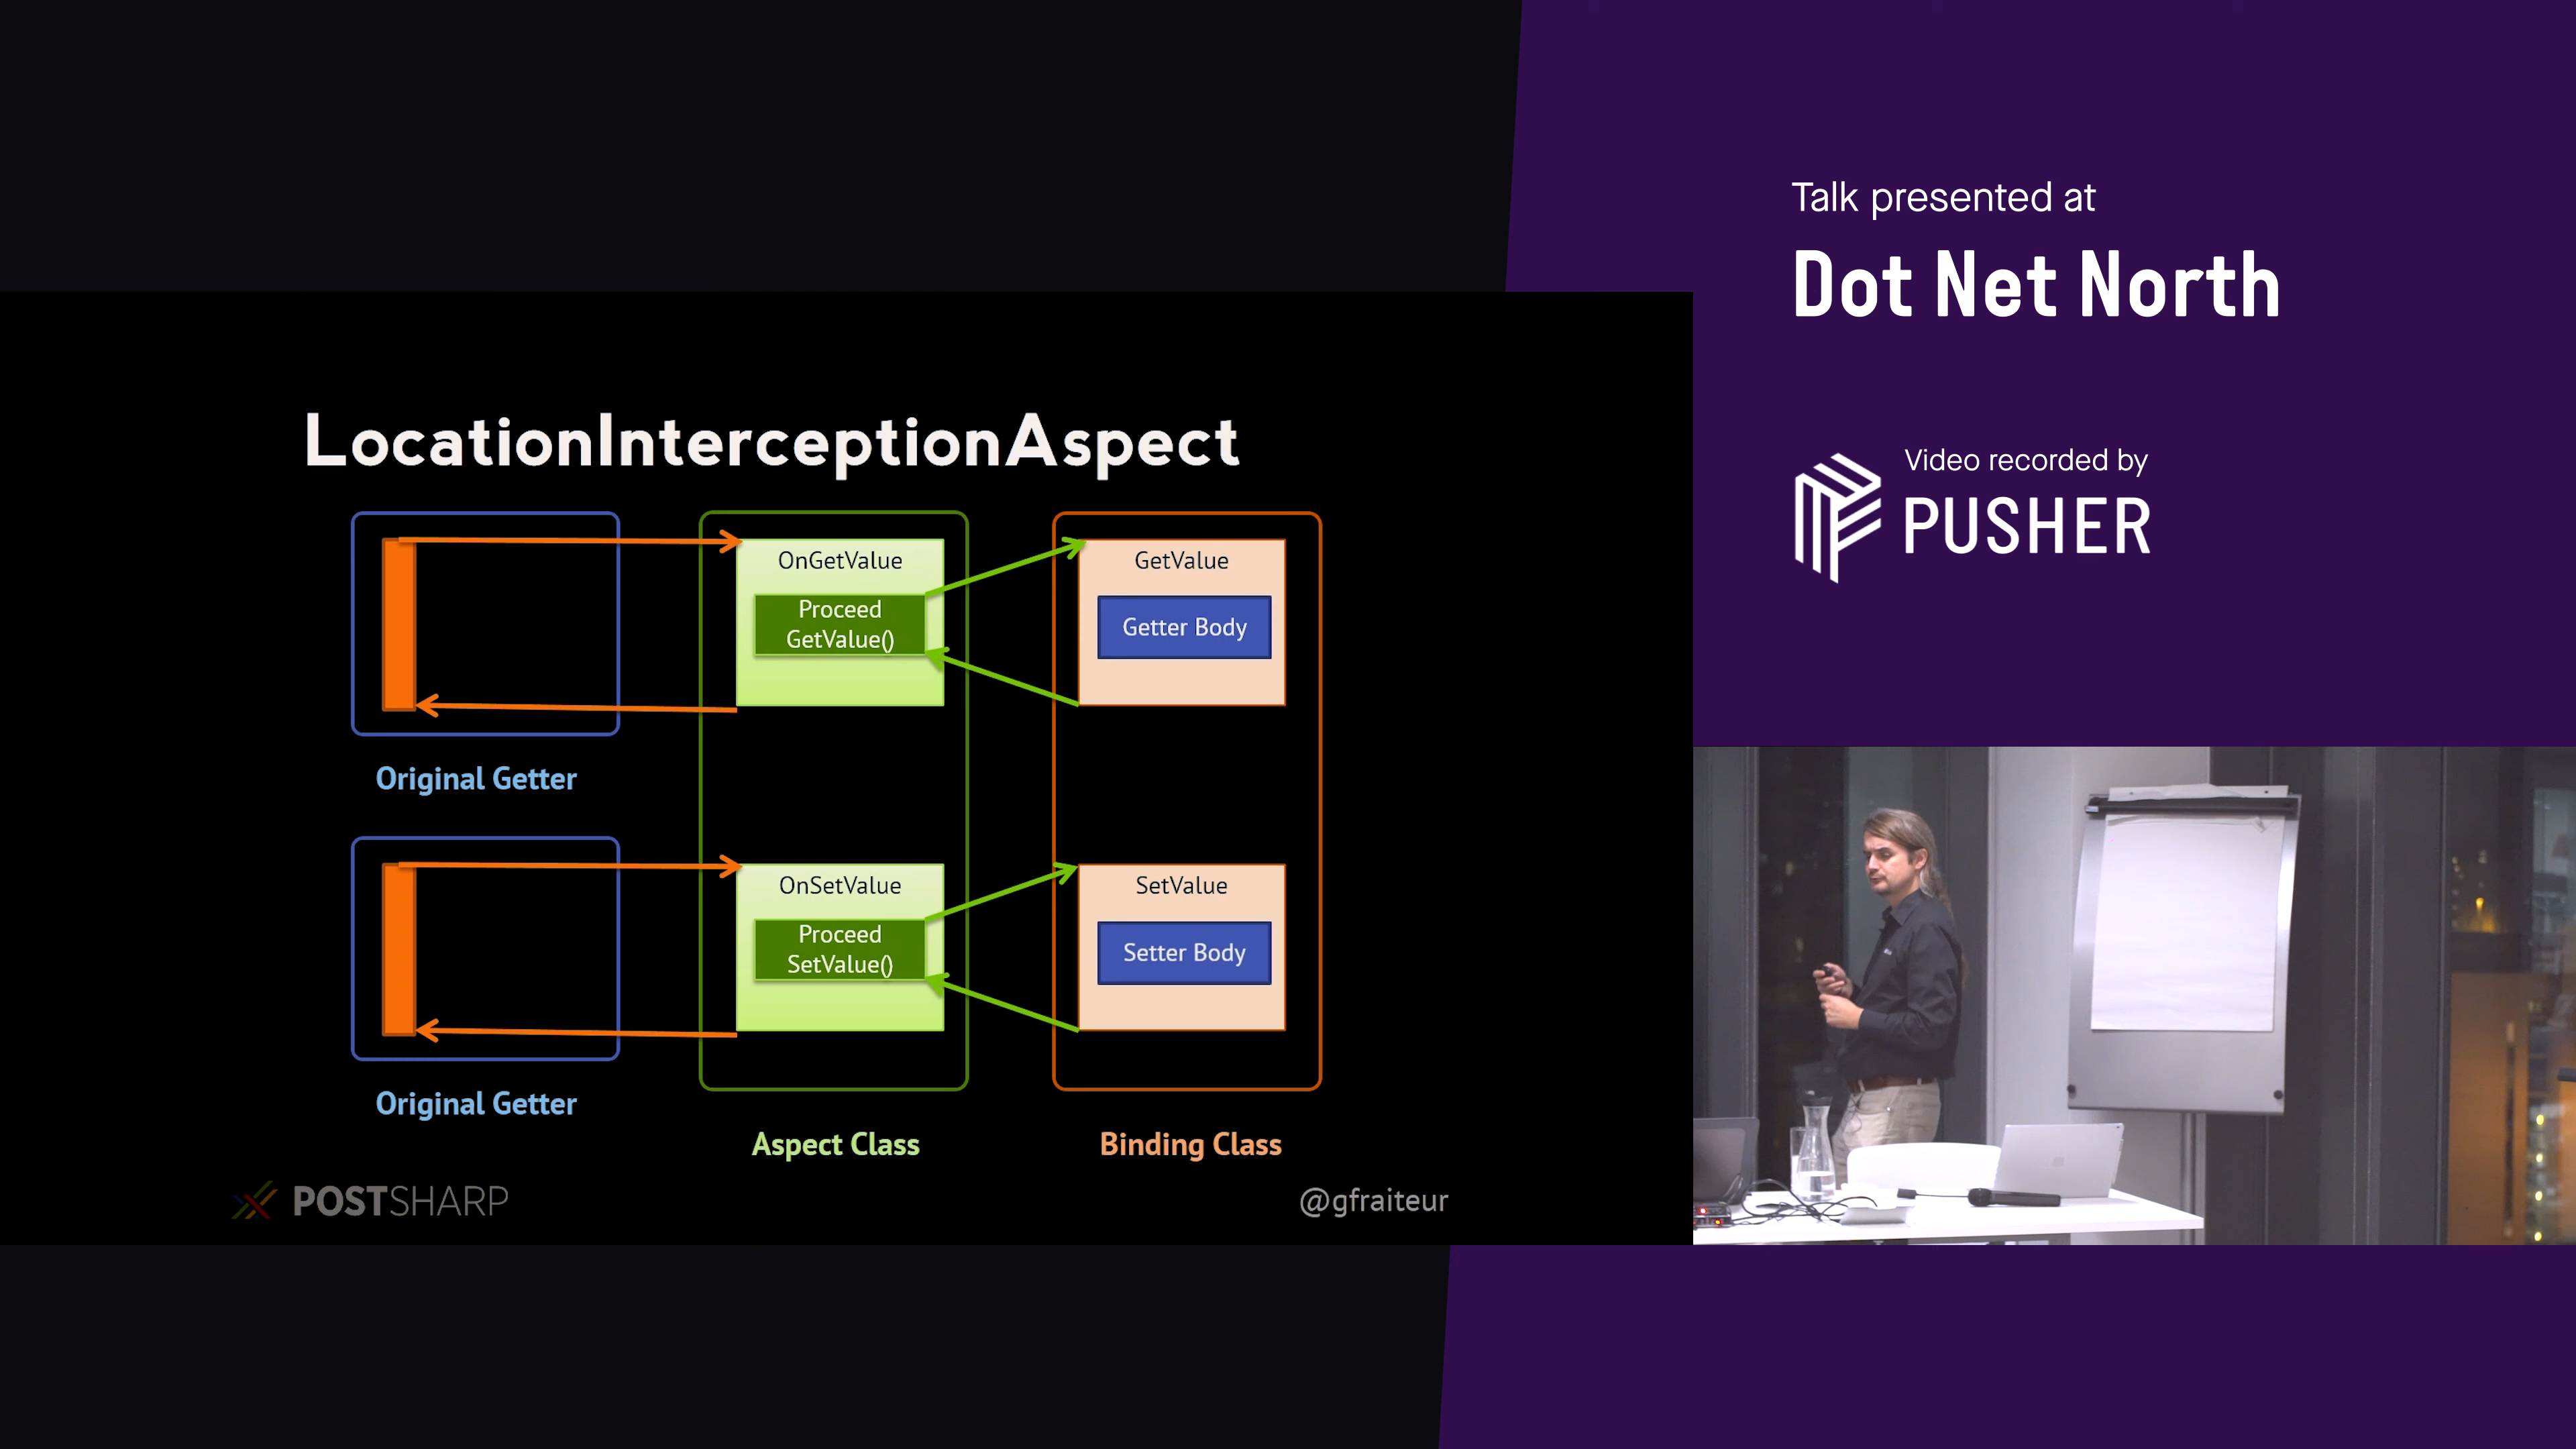 Talk presented at
Dot Net North
Video recorded by
PUSHER
LocationInterceptionAspect
OnGetValue
Proceed
GetValue()
GetValue
Getter Body
Original Getter
OnSetValue
Proceed
SetValue()
SetValue
Setter Body
Original Getter
Aspect Class
Binding Class
POSTSHARP
@gfraiteur